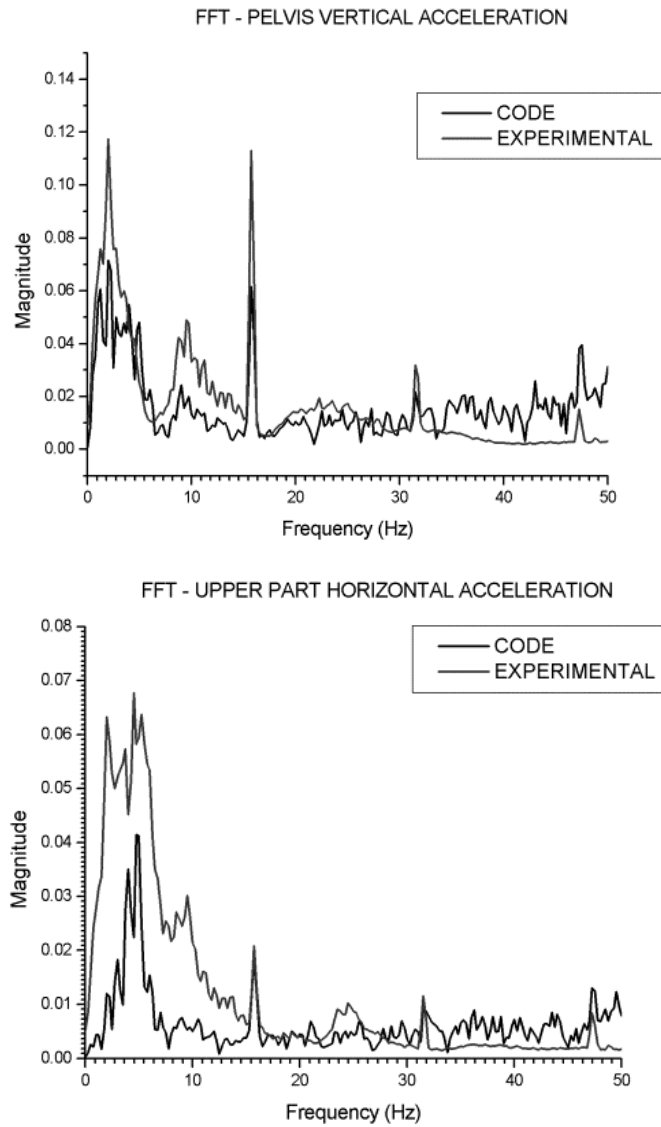 FFT - PELVIS VERTICAL ACCELERATION
0.14
0.12
0.10
0.08
0.06
0.04
0.02
0.00
Magnitude
CODE
EXPERIMENTAL
0 10 20 30 40 50
Frequency (Hz)
FFT - UPPER PART HORIZONTAL ACCELERATION
0.08
0.07
0.06
0.05
0.04
0.03
0.02
0.01
0.00
Magnitude
CODE
EXPERIMENTAL
0 10 20 30 40 50
Frequency (Hz)